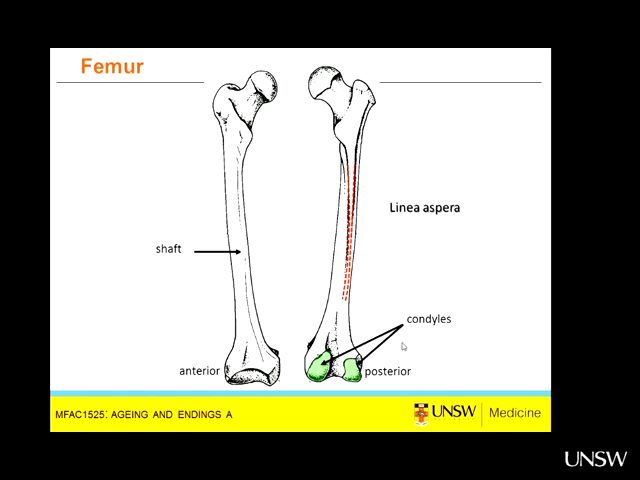 Femur
Linea aspera
shaft
condyles
anterior
posterior
MFAC1525: AGEING AND ENDINGS A
UNSW Medicine
UNSW